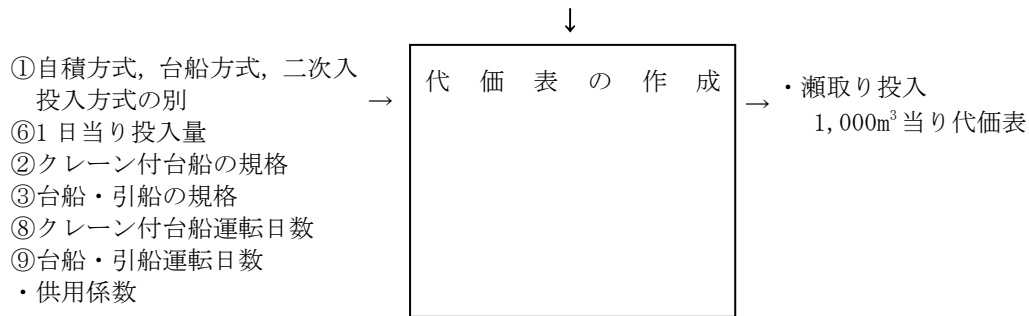 ↓
①自積方式, 台船方式, 二次入
投入方式の別
→
⑥1 日当り投入量
②クレーン付台船の規格
③台船・引船の規格
⑧クレーン付台船運転日数
⑨台船・引船運転日数
・供用係数
代 価 表 の 作 成
→
・瀬取り投入
1,000m³当り代価表